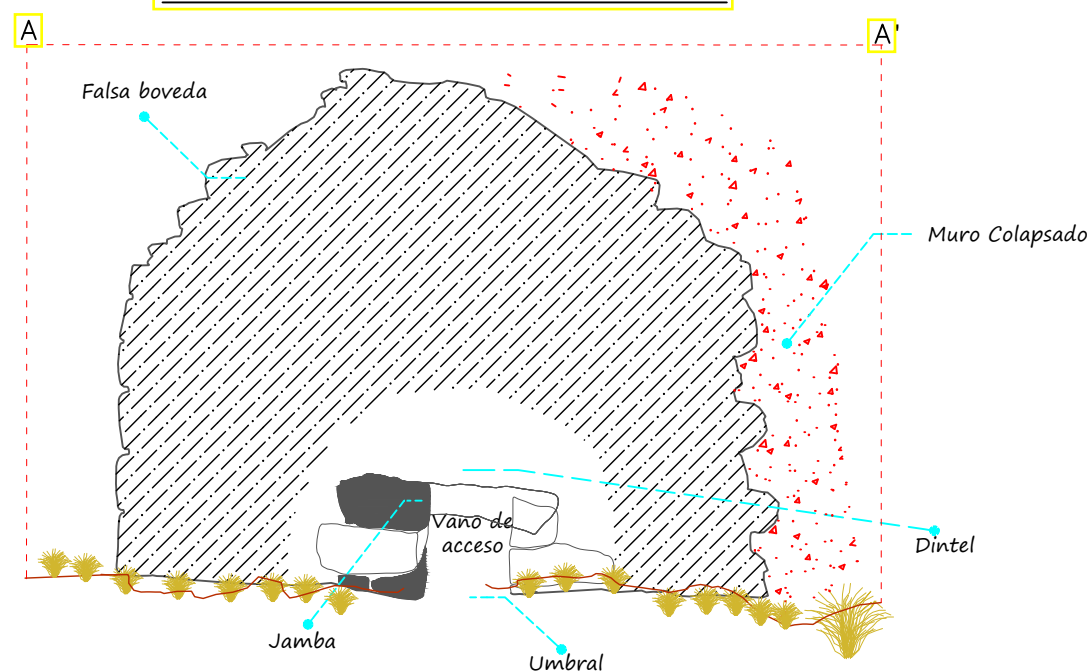 A
A'
Falsa boveda
Muro Colapsado
Vano de
acceso
Dintel
Jamba
Umbral